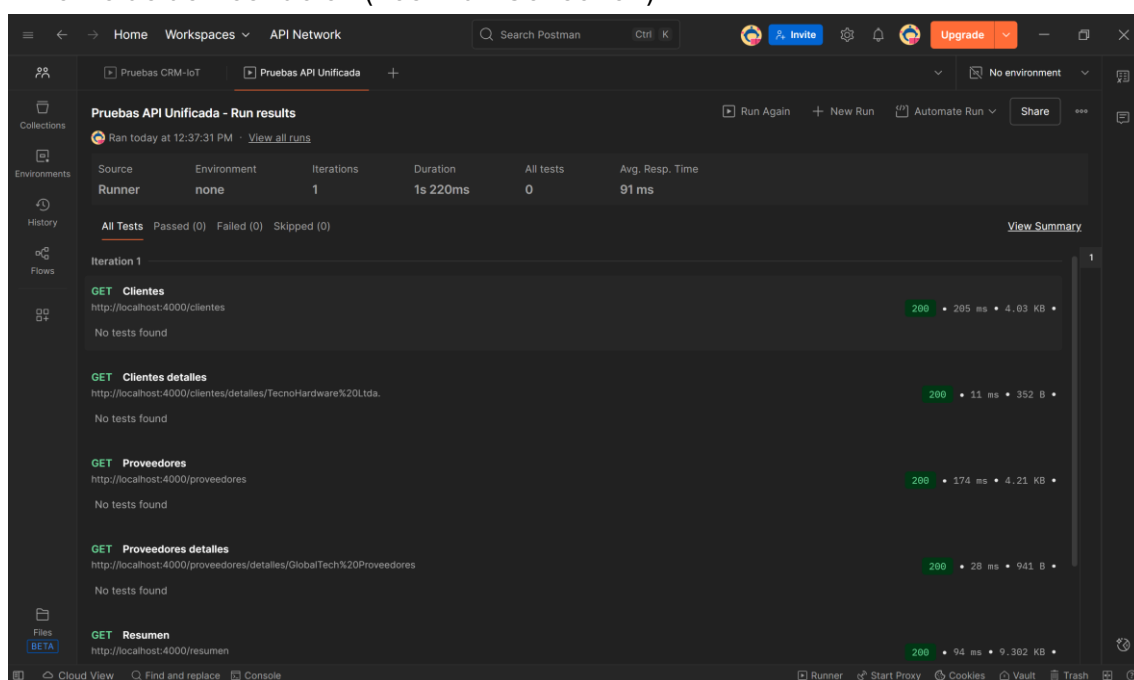 Home Workspaces API Network Search Postman Ctrl K Invite Upgrade
Pruebas CRM-IoT Pruebas API Unificada + No environment
Collections
Environments
History
Flows
Files
BETA
Pruebas API Unificada - Run results
Run Again + New Run Automate Run Share
Ran today at 12:37:31 PM · View all runs
Source Environment Iterations Duration All tests Avg. Resp. Time
Runner none 1 1s 220ms 0 91 ms
All Tests Passed (0) Failed (0) Skipped (0) View Summary
Iteration 1
1
GET Clientes
http://localhost:4000/clientes
200 • 205 ms • 4.03 KB •
No tests found
GET Clientes detalles
http://localhost:4000/clientes/detalles/TecnoHardware%20Ltda.
200 • 11 ms • 352 B •
No tests found
GET Proveedores
http://localhost:4000/proveedores
200 • 174 ms • 4.21 KB •
No tests found
GET Proveedores detalles
http://localhost:4000/proveedores/detalles/GlobalTech%20Proveedores
200 • 28 ms • 941 B •
No tests found
GET Resumen
http://localhost:4000/resumen
200 • 94 ms • 9.302 KB •
Cloud View Find and replace Console Runner Start Proxy Cookies Vault Trash